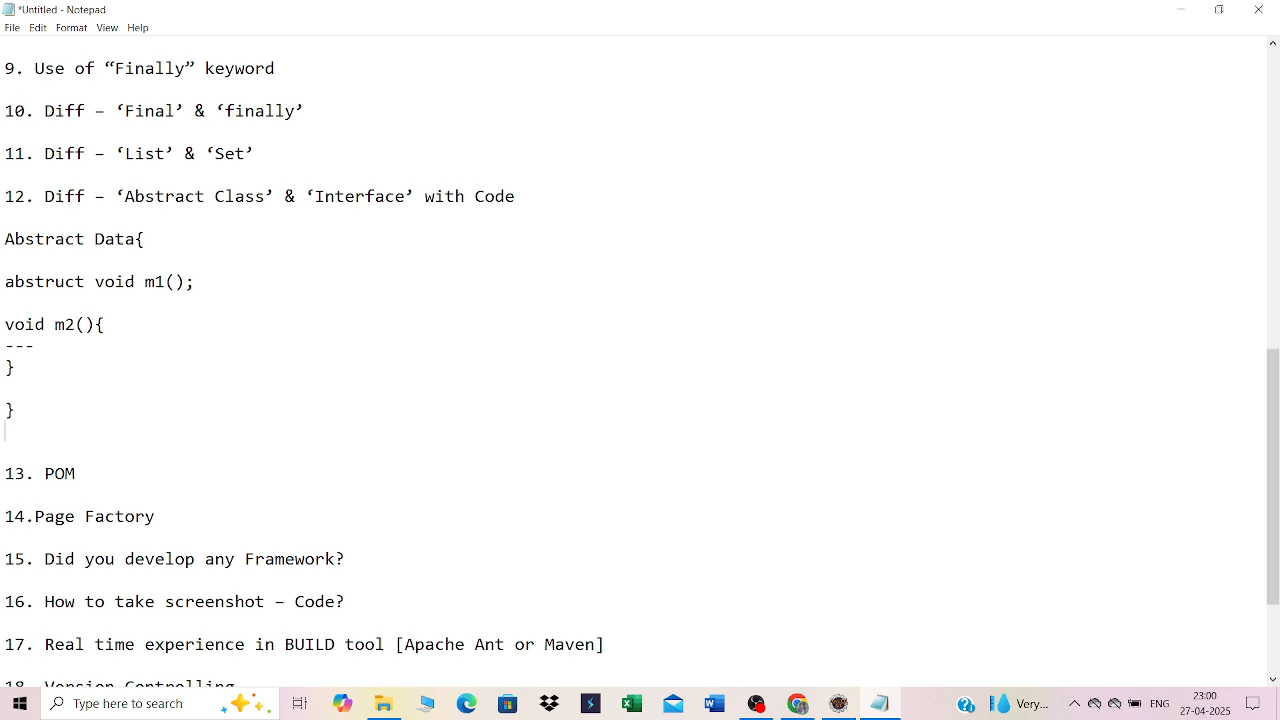 *Untitled - Notepad
File Edit Format View Help
9. Use of “Finally” keyword
10. Diff – ‘Final’ & ‘finally’
11. Diff – ‘List’ & ‘Set’
12. Diff – ‘Abstract Class’ & ‘Interface’ with Code
Abstract Data{
abstruct void m1();
void m2(){
---
}
}
13. POM
14.Page Factory
15. Did you develop any Framework?
16. How to take screenshot – Code?
17. Real time experience in BUILD tool [Apache Ant or Maven]
18. Version Controlling
Type here to search
Very...
ENG
23:00
27-04-2025